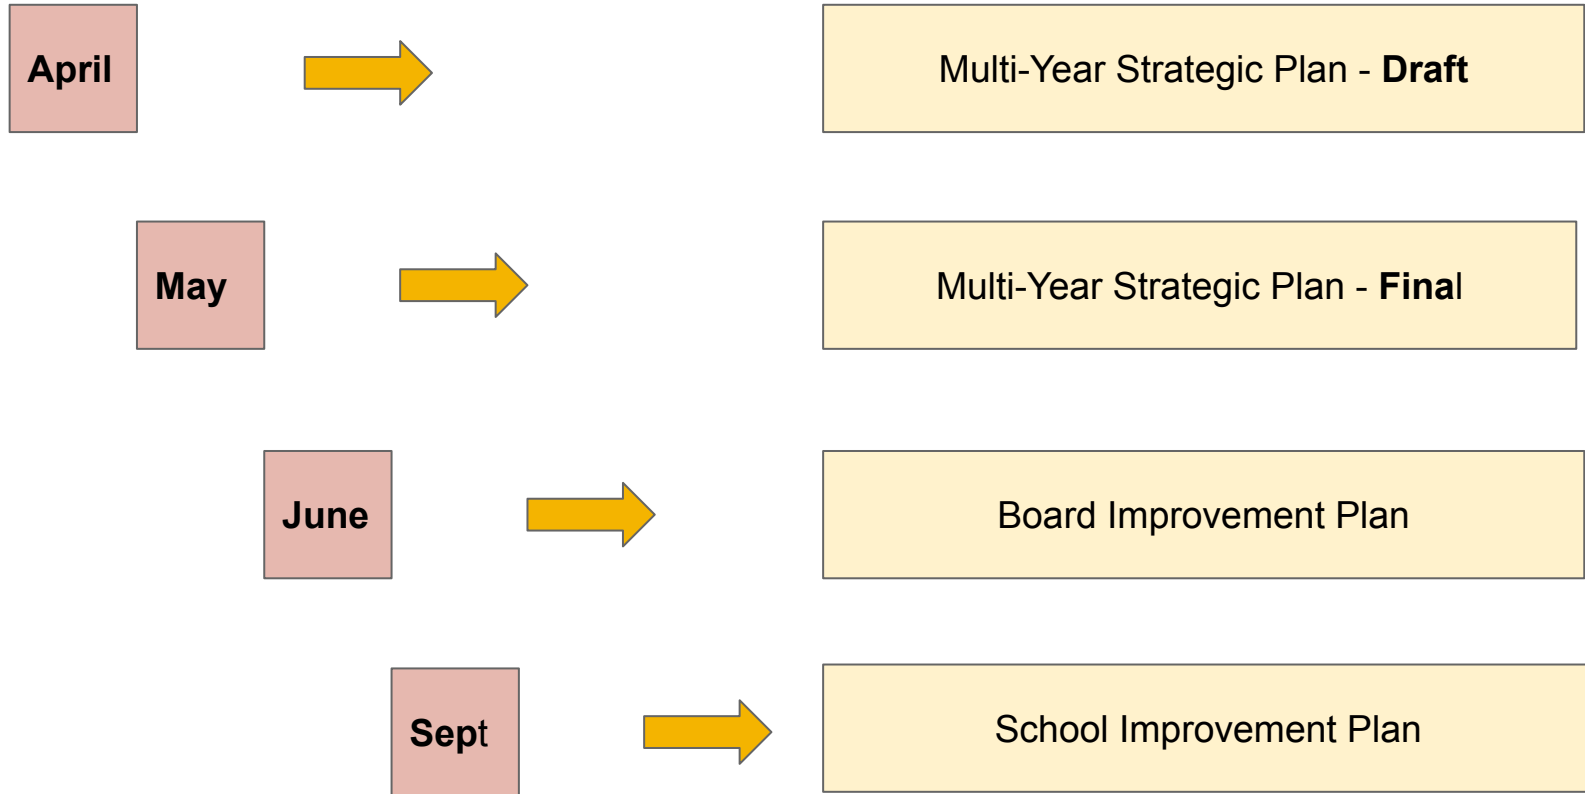 April
Multi-Year Strategic Plan - Draft
May
Multi-Year Strategic Plan - Final
June
Board Improvement Plan
Sept
School Improvement Plan